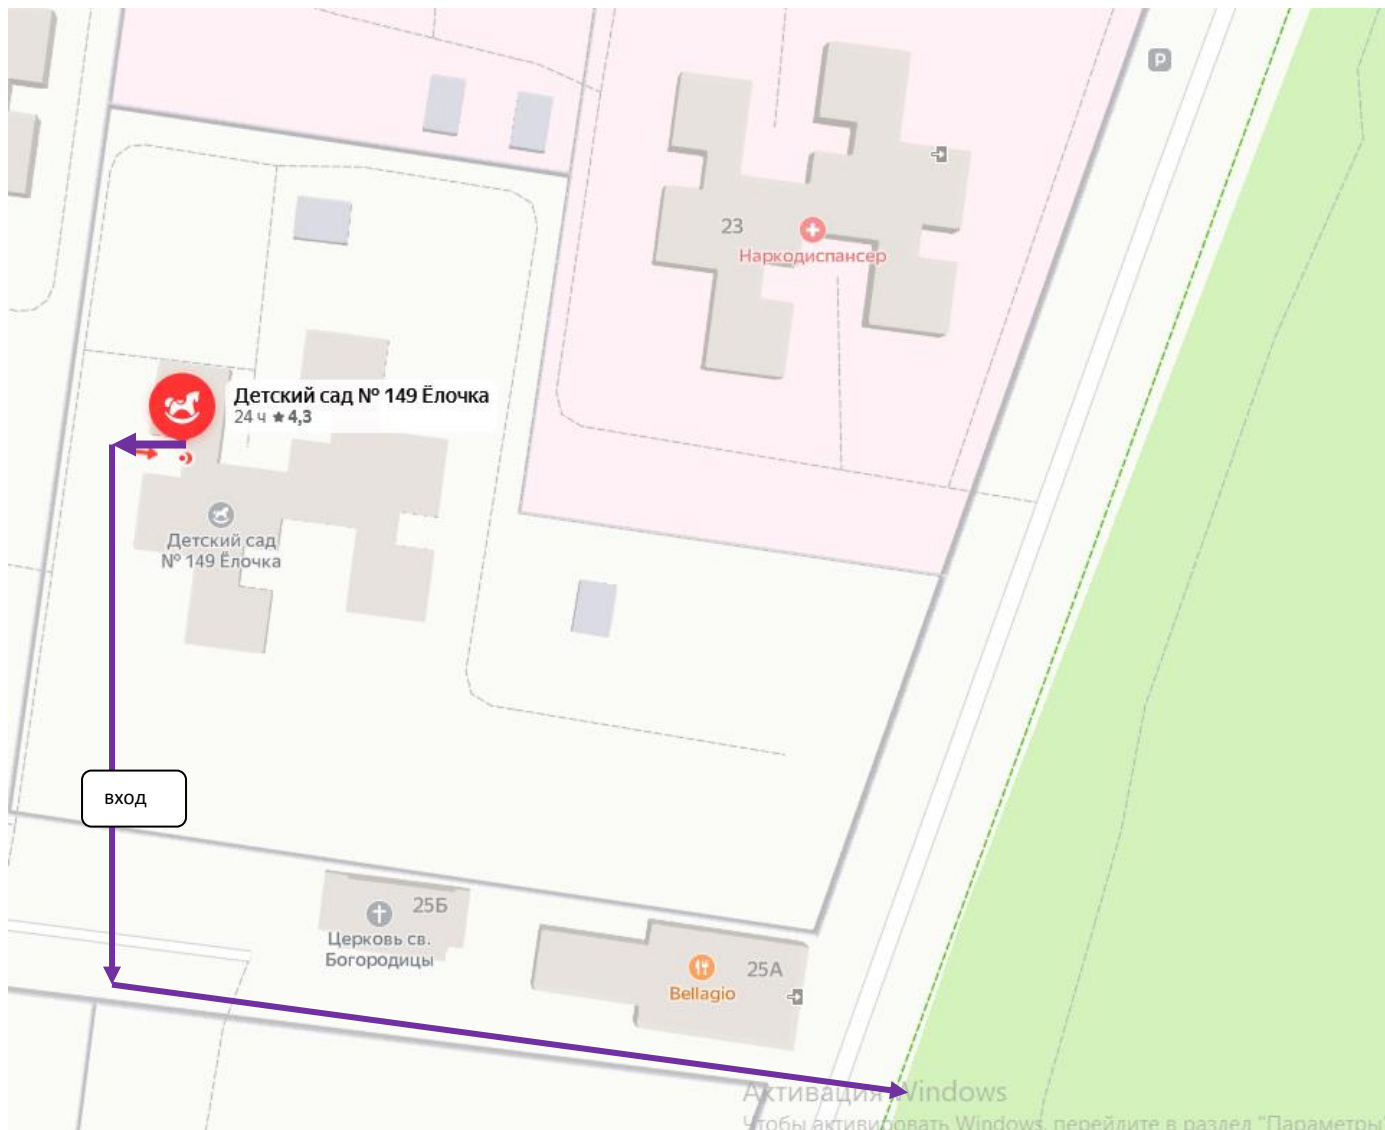 P
23
Наркодиспансер
Детский сад № 149 Ёлочка
24 ч ★ 4,3
Детский сад
№ 149 Ёлочка
вход
25Б
Церковь св.
Богородицы
25А
Bellagio
Активация Windows
Чтобы активировать Windows, перейдите в раздел "Параметры